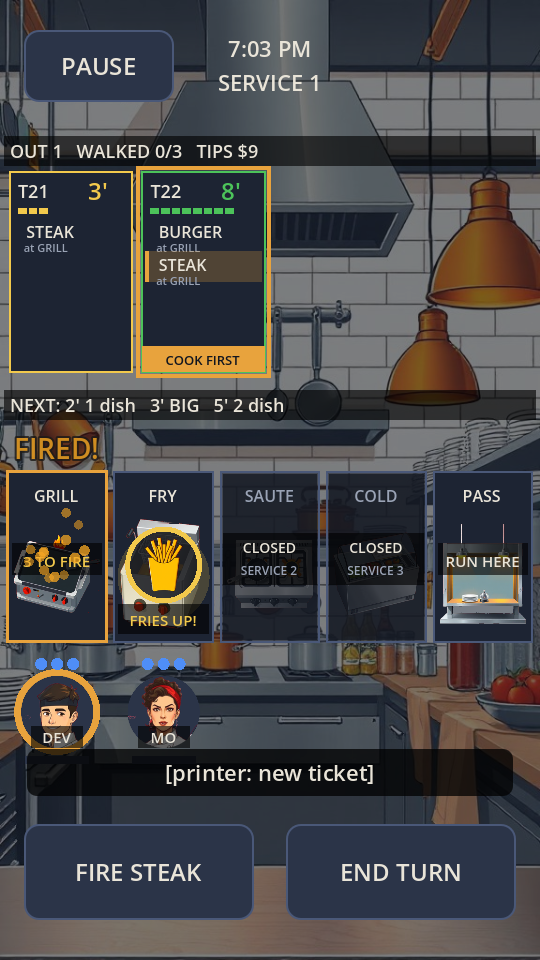 PAUSE
7:03 PM
SERVICE 1
OUT 1 WALKED 0/3 TIPS $9
T21 3'
STEAK
at GRILL
T22 8'
BURGER
at GRILL
STEAK
at GRILL
COOK FIRST
NEXT: 2' 1 dish 3' BIG 5' 2 dish
FIRED!
GRILL
3 TO FIRE
FRY
FRIES UP!
SAUTE
CLOSED
SERVICE 2
COLD
CLOSED
SERVICE 3
PASS
RUN HERE
DEV
MO
[printer: new ticket]
FIRE STEAK
END TURN